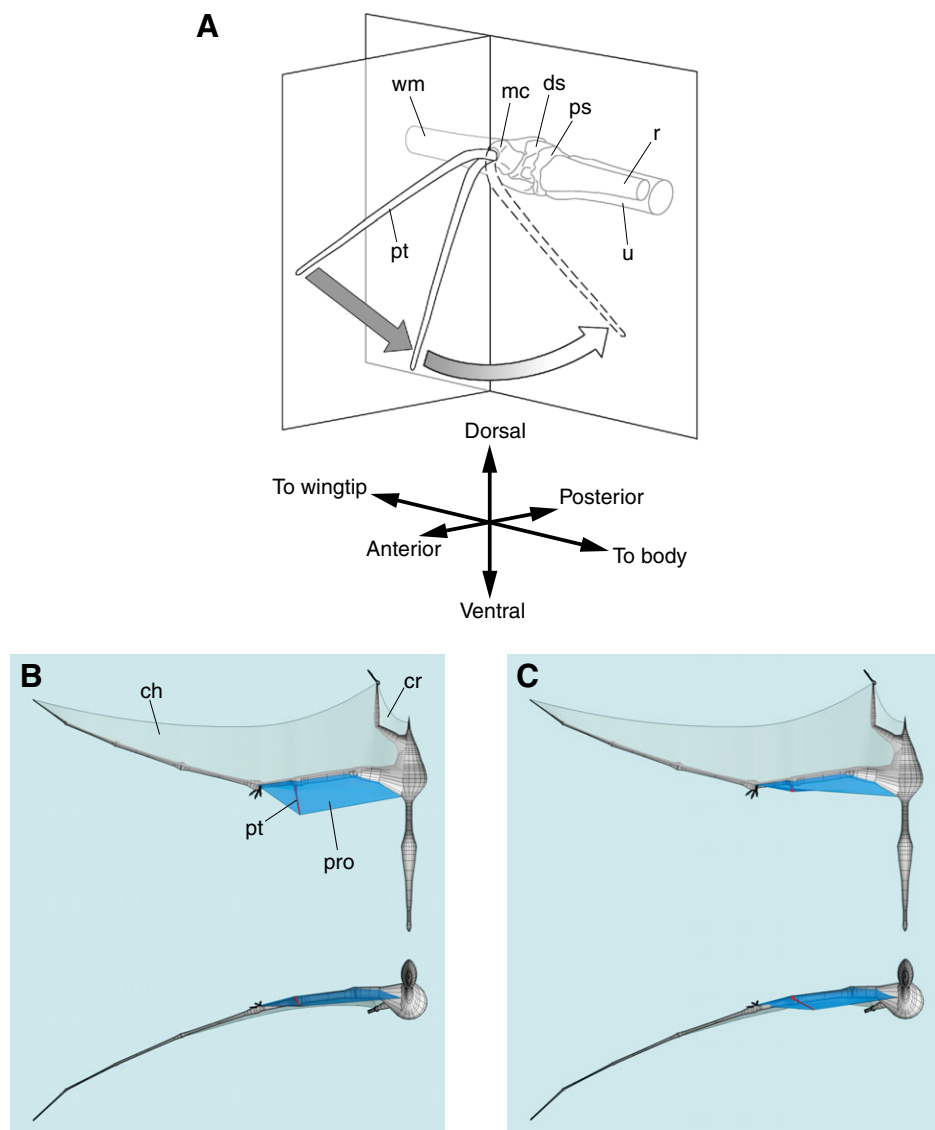 A
wm
mc
ds
ps
r
pt
u
Dorsal
To wingtip
Posterior
Anterior
To body
Ventral
B
ch
cr
pt
pro
C